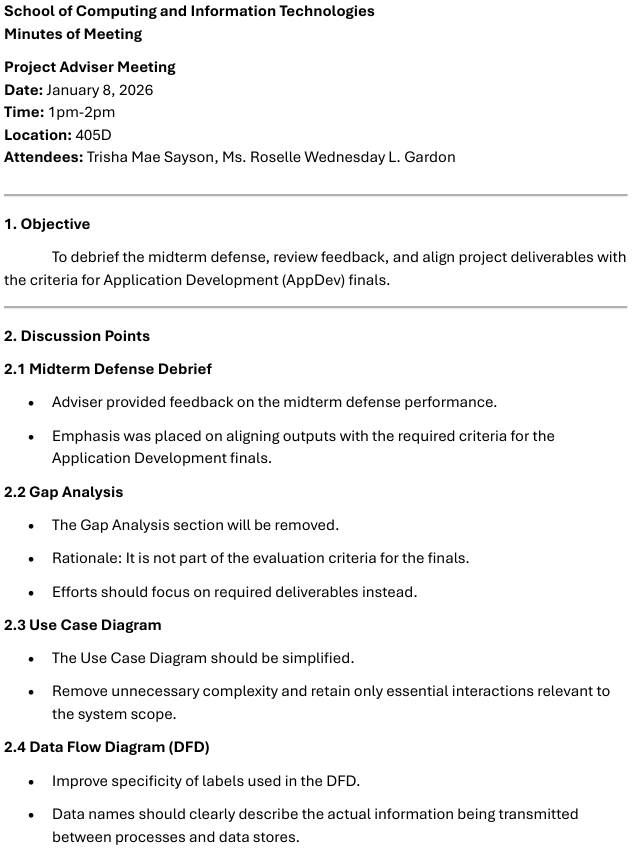 School of Computing and Information Technologies
Minutes of Meeting
Project Adviser Meeting
Date: January 8, 2026
Time: 1pm-2pm
Location: 405D
Attendees: Trisha Mae Sayson, Ms. Roselle Wednesday L. Gardon
1. Objective
To debrief the midterm defense, review feedback, and align project deliverables with
the criteria for Application Development (AppDev) finals.
2. Discussion Points
2.1 Midterm Defense Debrief
• Adviser provided feedback on the midterm defense performance.
• Emphasis was placed on aligning outputs with the required criteria for the
Application Development finals.
2.2 Gap Analysis
• The Gap Analysis section will be removed.
• Rationale: It is not part of the evaluation criteria for the finals.
• Efforts should focus on required deliverables instead.
2.3 Use Case Diagram
• The Use Case Diagram should be simplified.
• Remove unnecessary complexity and retain only essential interactions relevant to
the system scope.
2.4 Data Flow Diagram (DFD)
• Improve specificity of labels used in the DFD.
• Data names should clearly describe the actual information being transmitted
between processes and data stores.